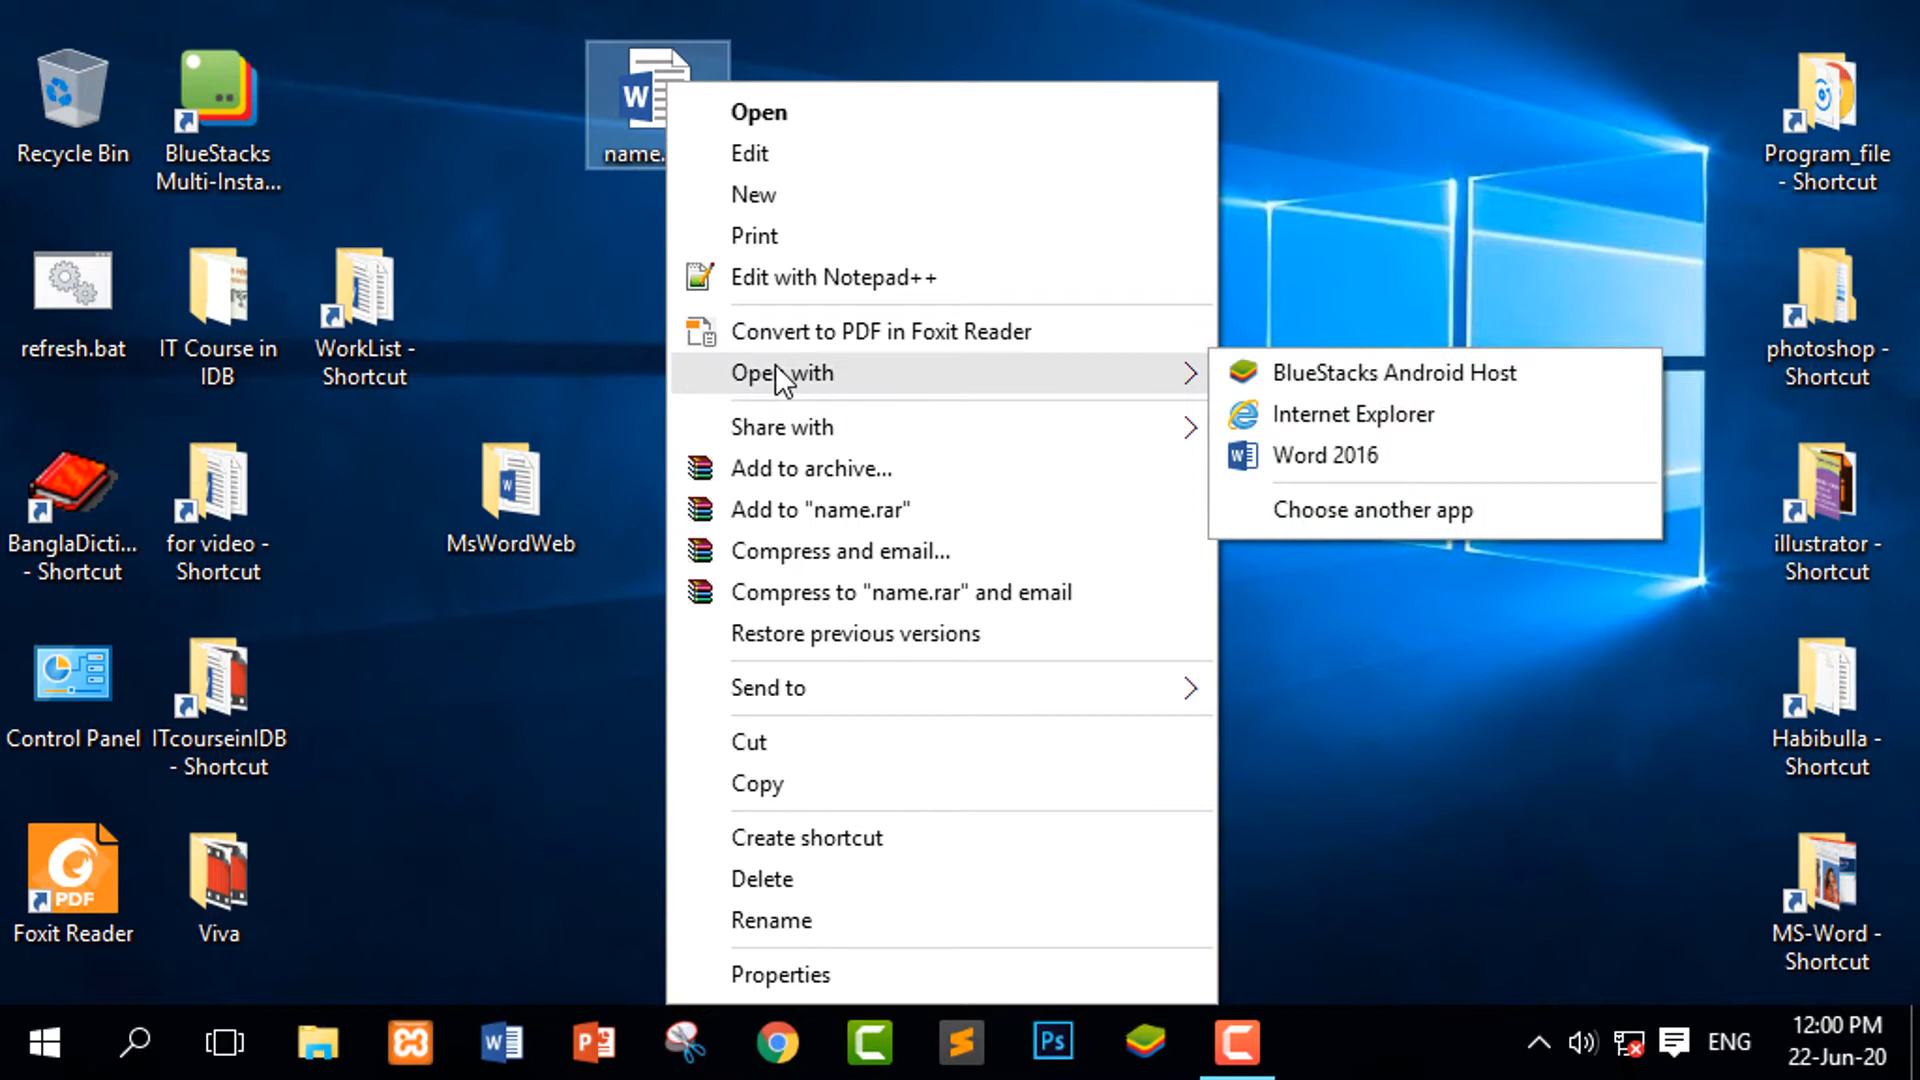 Recycle Bin
BlueStacks
Multi-Insta...
name.
refresh.bat
IT Course in
IDB
WorkList -
Shortcut
BanglaDicti...
- Shortcut
for video -
Shortcut
MsWordWeb
Control Panel
ITcourseinIDB
- Shortcut
PDF
Foxit Reader
Viva
Open
Edit
New
Print
Edit with Notepad++
Convert to PDF in Foxit Reader
Open with
Share with
Add to archive...
Add to "name.rar"
Compress and email...
Compress to "name.rar" and email
Restore previous versions
Send to
Cut
Copy
Create shortcut
Delete
Rename
Properties
BlueStacks Android Host
Internet Explorer
Word 2016
Choose another app
Program_file
- Shortcut
photoshop -
Shortcut
illustrator -
Shortcut
Habibulla -
Shortcut
MS-Word -
Shortcut
Ps
ENG
12:00 PM
22-Jun-20